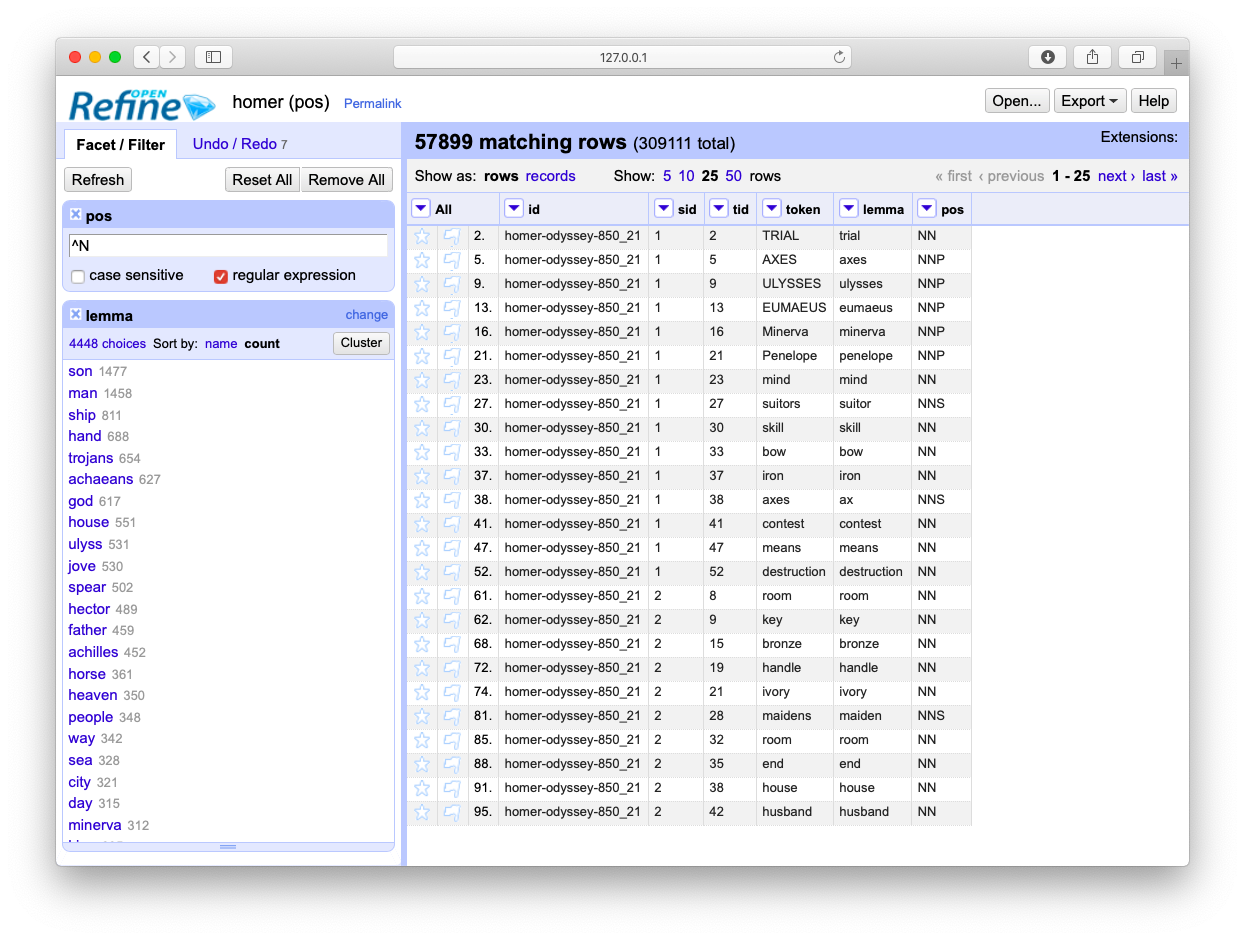 127.0.0.1
OPEN
Refine homer (pos) Permalink Open... Export Help
Facet / Filter Undo / Redo 7
57899 matching rows (309111 total) Extensions:
Refresh Reset All Remove All
Show as: rows records Show: 5 10 25 50 rows « first ‹ previous 1 - 25 next › last »
pos
^N
case sensitive regular expression
lemma change
4448 choices Sort by: name count Cluster
son 1477
man 1458
ship 811
hand 688
trojans 654
achaeans 627
god 617
house 551
ulyss 531
jove 530
spear 502
hector 489
father 459
achilles 452
horse 361
heaven 350
people 348
way 342
sea 328
city 321
day 315
minerva 312
All id sid tid token lemma pos
2. homer-odyssey-850_21 1 2 TRIAL trial NN
5. homer-odyssey-850_21 1 5 AXES axes NNP
9. homer-odyssey-850_21 1 9 ULYSSES ulysses NNP
13. homer-odyssey-850_21 1 13 EUMAEUS eumaeus NNP
16. homer-odyssey-850_21 1 16 Minerva minerva NNP
21. homer-odyssey-850_21 1 21 Penelope penelope NNP
23. homer-odyssey-850_21 1 23 mind mind NN
27. homer-odyssey-850_21 1 27 suitors suitor NNS
30. homer-odyssey-850_21 1 30 skill skill NN
33. homer-odyssey-850_21 1 33 bow bow NN
37. homer-odyssey-850_21 1 37 iron iron NN
38. homer-odyssey-850_21 1 38 axes ax NNS
41. homer-odyssey-850_21 1 41 contest contest NN
47. homer-odyssey-850_21 1 47 means means NN
52. homer-odyssey-850_21 1 52 destruction destruction NN
61. homer-odyssey-850_21 2 8 room room NN
62. homer-odyssey-850_21 2 9 key key NN
68. homer-odyssey-850_21 2 15 bronze bronze NN
72. homer-odyssey-850_21 2 19 handle handle NN
74. homer-odyssey-850_21 2 21 ivory ivory NN
81. homer-odyssey-850_21 2 28 maidens maiden NNS
85. homer-odyssey-850_21 2 32 room room NN
88. homer-odyssey-850_21 2 35 end end NN
91. homer-odyssey-850_21 2 38 house house NN
95. homer-odyssey-850_21 2 42 husband husband NN